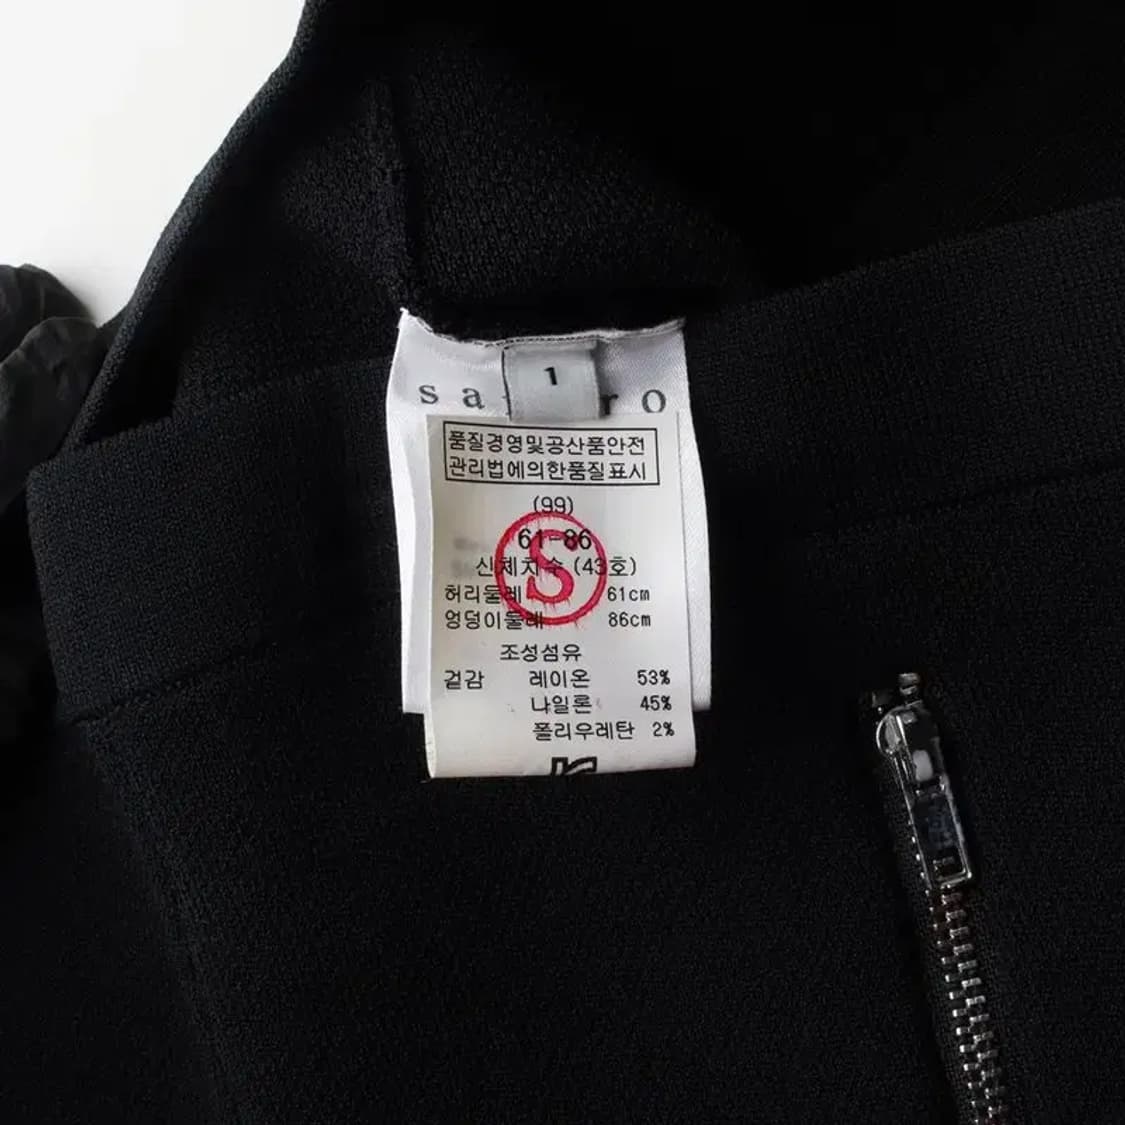 1
품질경영및공산품안전
관리법에의한품질표시
(99)
61-86
S
신체치수 (43호)
허리둘레 61cm
엉덩이둘레 86cm
조성섬유
겉감 레이온 53%
나일론 45%
폴리우레탄 2%